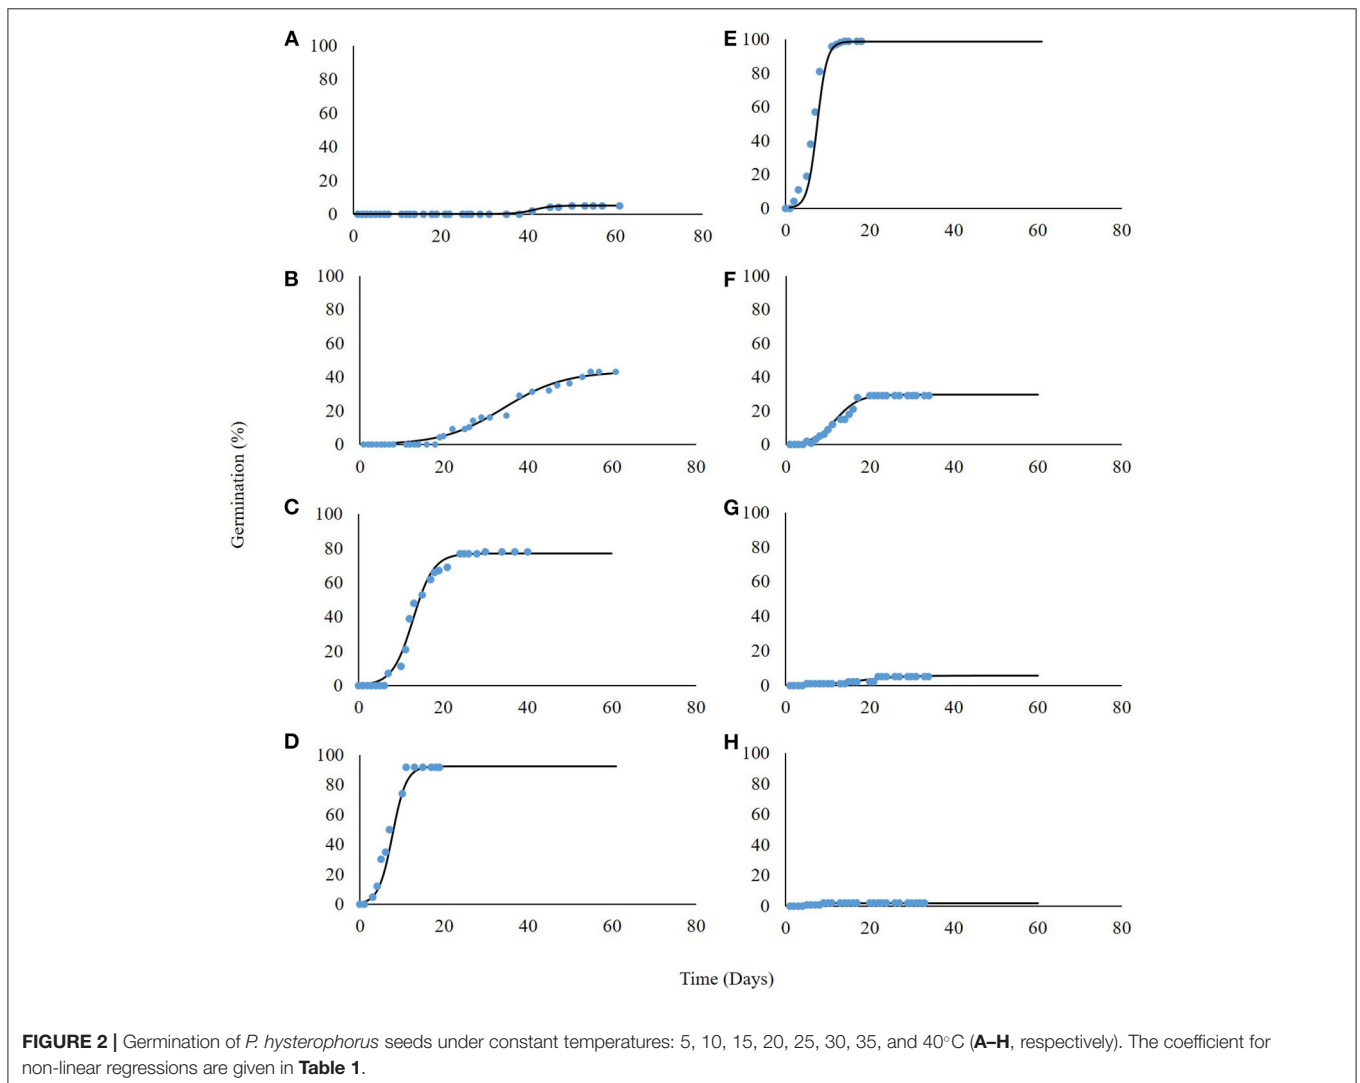 A
100
80
60
40
20
0
0 20 40 60 80
B
100
80
60
40
20
0
0 20 40 60 80
C
100
80
60
40
20
0
0 20 40 60 80
D
100
80
60
40
20
0
0 20 40 60 80
E
100
80
60
40
20
0
0 20 40 60 80
F
100
80
60
40
20
0
0 20 40 60 80
G
100
80
60
40
20
0
0 20 40 60 80
H
100
80
60
40
20
0
0 20 40 60 80
Germination (%)
Time (Days)
FIGURE 2 | Germination of P. hysterophorus seeds under constant temperatures: 5, 10, 15, 20, 25, 30, 35, and 40°C (A–H, respectively). The coefficient for
non-linear regressions are given in Table 1.